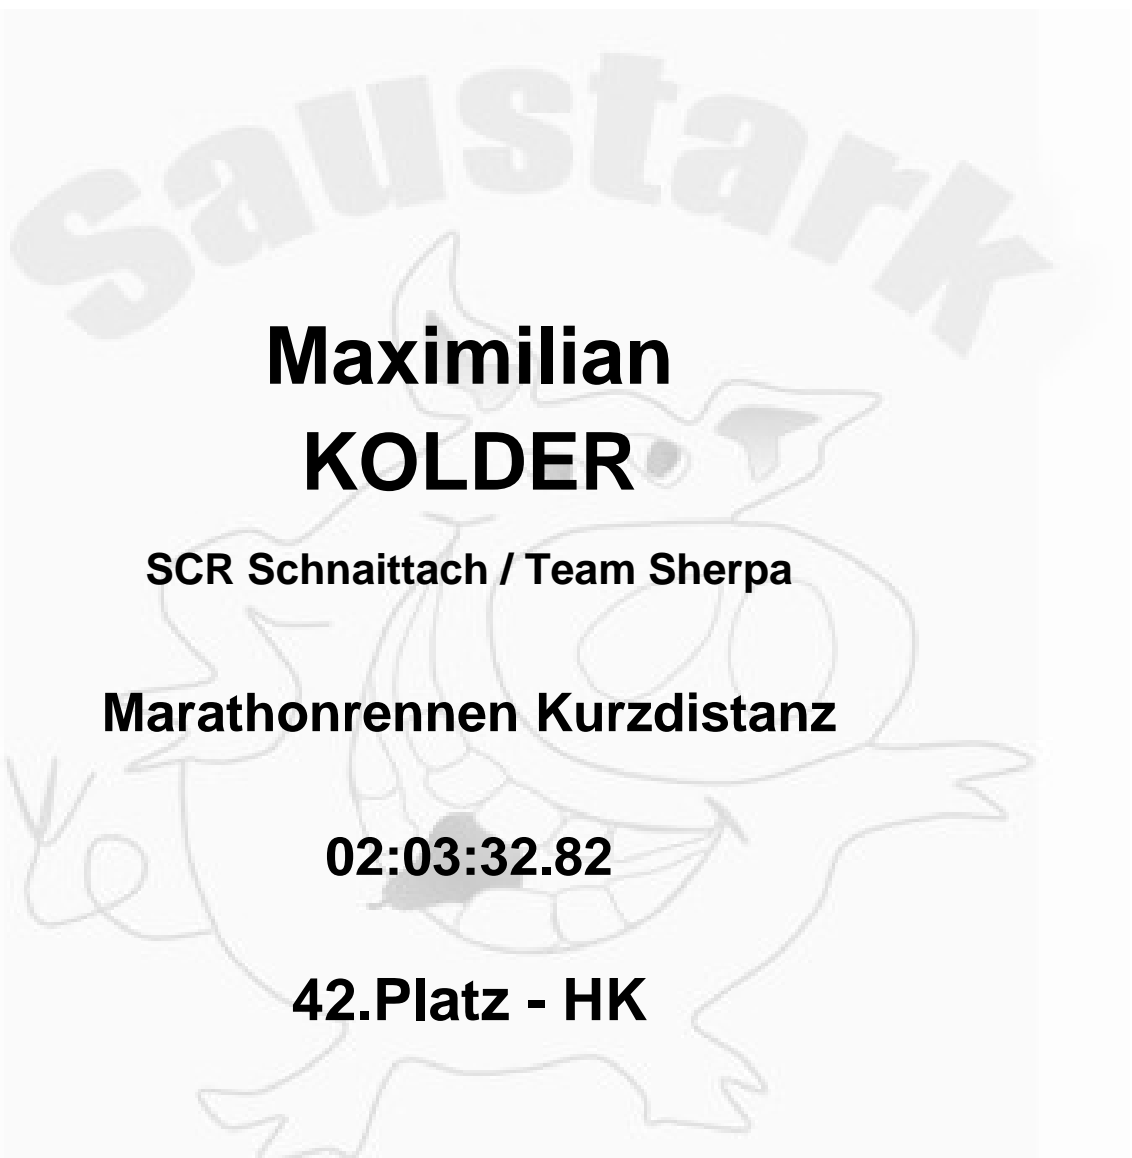 Saustark
Maximilian
KOLDER
SCR Schnaittach / Team Sherpa
Marathonrennen Kurzdistanz
02:03:32.82
42.Platz - HK